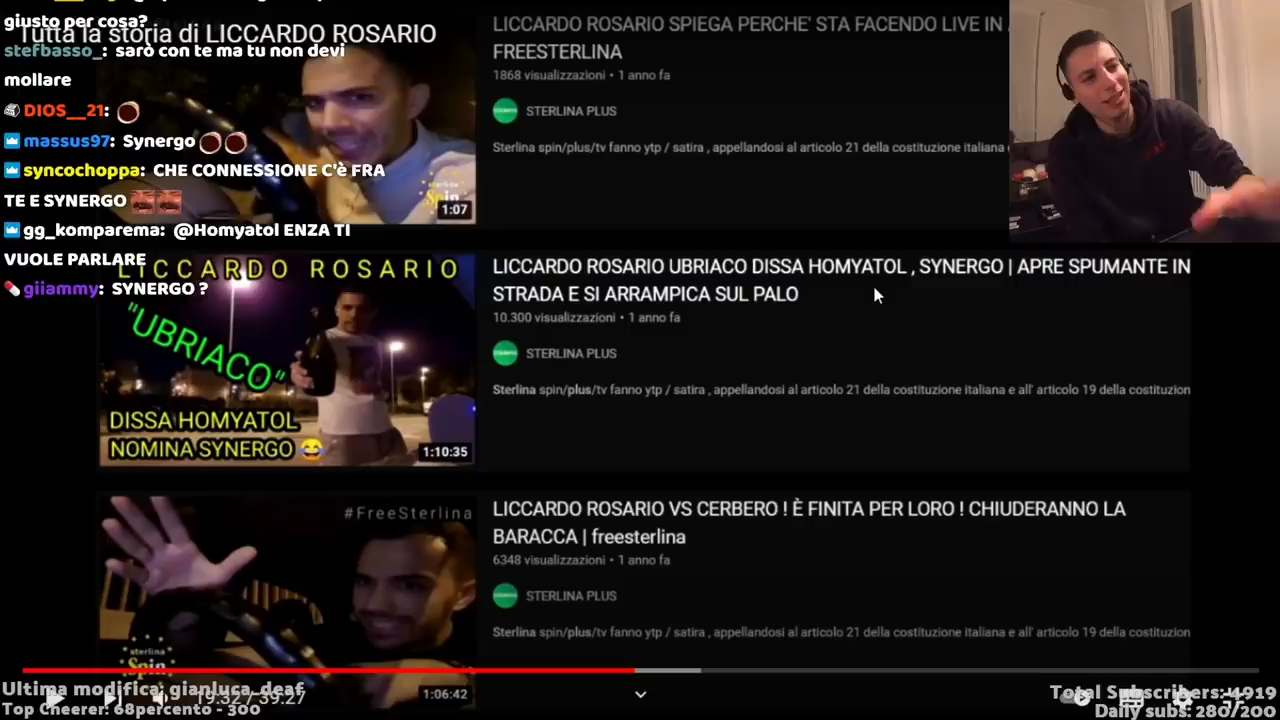 giusto per cosa?
Tutta la storia di LICCARDO ROSARIO
stefbasso_: sarò con te ma tu non devi
mollare
DIOS__21:
massus97: Synergo
syncochoppa: CHE CONNESSIONE C'è FRA
TE E SYNERGO
gg_komparema: @Homyatol ENZA TI
VUOLE PARLARE
giiammy: SYNERGO ?
LICCARDO ROSARIO SPIEGA PERCHE' STA FACENDO LIVE IN
FREESTERLINA
1868 visualizzazioni • 1 anno fa
STERLINA PLUS
Sterlina spin/plus/tv fanno ytp / satira , appellandosi al articolo 21 della costituzione italiana
sterlina
Spin
1:07
LICCARDO ROSARIO
"UBRIACO"
DISSA HOMYATOL
NOMINA SYNERGO
1:10:35
LICCARDO ROSARIO UBRIACO DISSA HOMYATOL , SYNERGO | APRE SPUMANTE IN
STRADA E SI ARRAMPICA SUL PALO
10.300 visualizzazioni • 1 anno fa
STERLINA PLUS
Sterlina spin/plus/tv fanno ytp / satira , appellandosi al articolo 21 della costituzione italiana e all' articolo 19 della costituzion
#FreeSterlina
sterlina
Spin
1:06:42
LICCARDO ROSARIO VS CERBERO ! È FINITA PER LORO ! CHIUDERANNO LA
BARACCA | freesterlina
6348 visualizzazioni • 1 anno fa
STERLINA PLUS
Sterlina spin/plus/tv fanno ytp / satira , appellandosi al articolo 21 della costituzione italiana e all' articolo 19 della costituzion
Ultima modifica: gianluca_deaf
19:32 / 39:27
Top Cheerer: 68percento - 300
Total Subscribers: 4919
Daily subs: 280/200